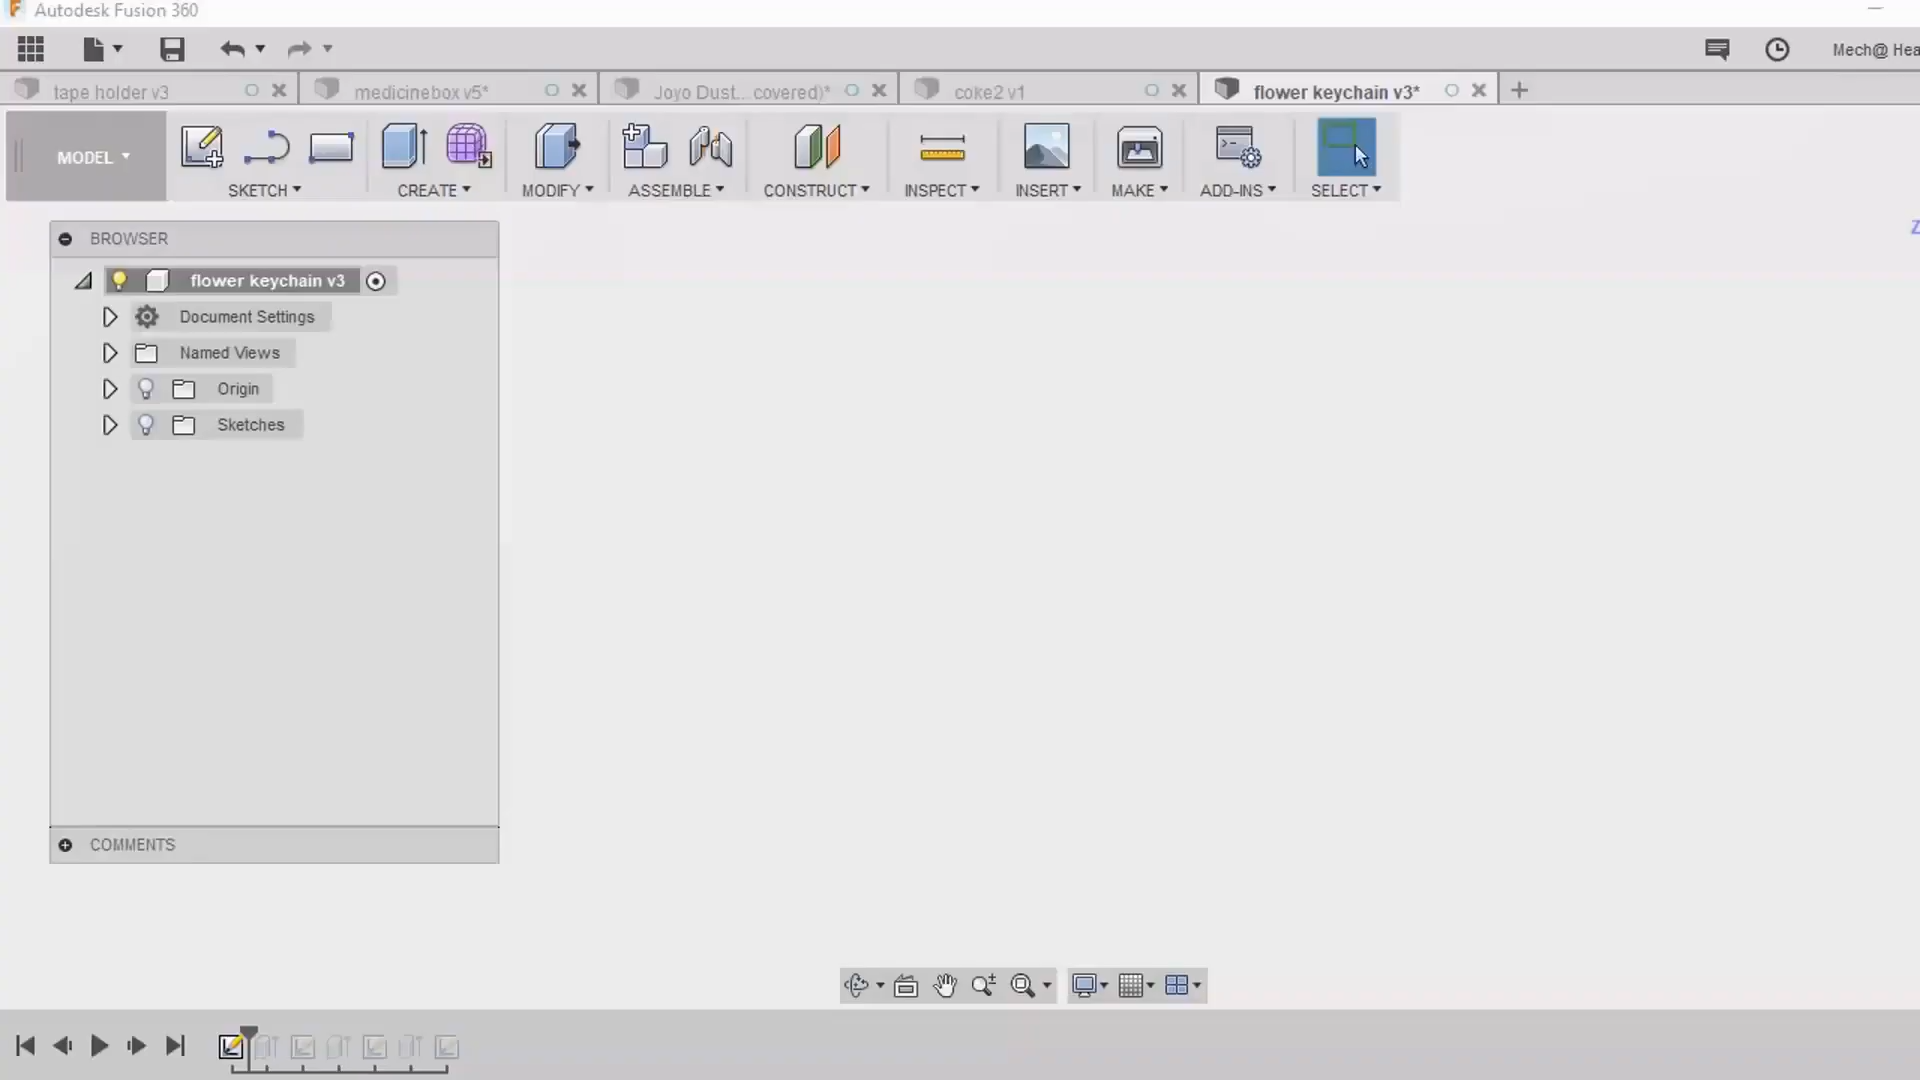 Autodesk Fusion 360
Mech@ Hea
tape holder v3
medicinebox v5*
Joyo Dust... covered)*
coke2 v1
flower keychain v3*
MODEL
SKETCH
CREATE
MODIFY
ASSEMBLE
CONSTRUCT
INSPECT
INSERT
MAKE
ADD-INS
SELECT
Z
BROWSER
flower keychain v3
Document Settings
Named Views
Origin
Sketches
COMMENTS